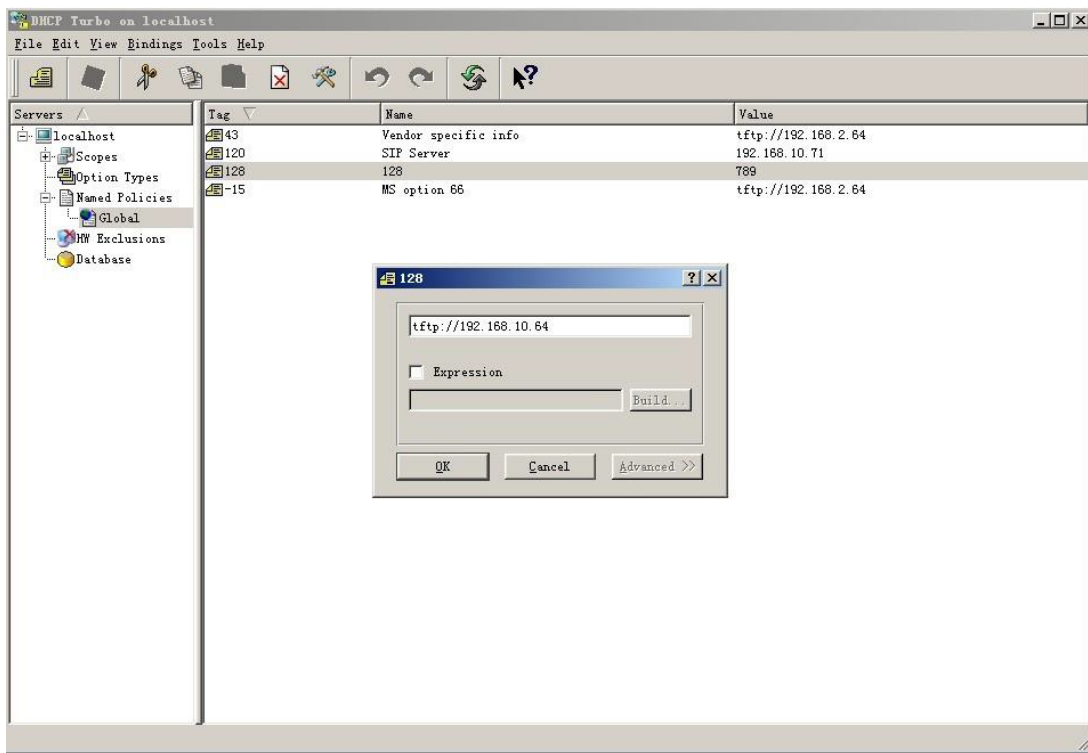 DHCP Turbo on localhost
File Edit View Bindings Tools Help
Servers
localhost
Scopes
Option Types
Named Policies
Global
HW Exclusions
Database
Tag Name Value
43 Vendor specific info tftp://192.168.2.64
120 SIP Server 192.168.10.71
128 128 789
-15 MS option 66 tftp://192.168.2.64
128
tftp://192.168.10.64
Expression
Build...
OK Cancel Advanced >>